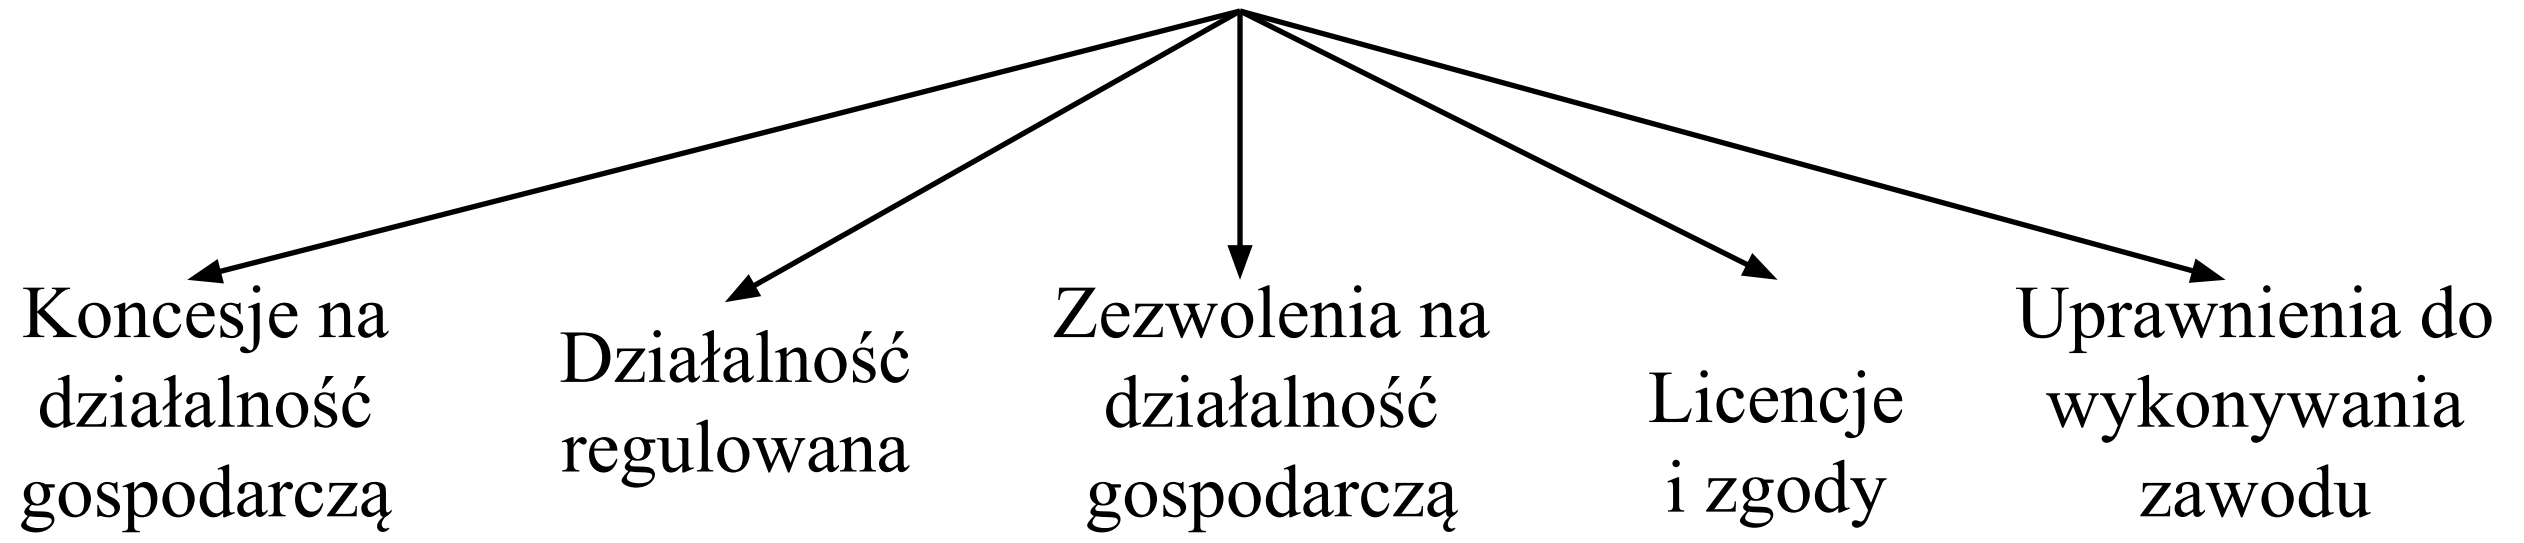 Koncesje na
działalność
gospodarczą
Działalność
regulowana
Zezwolenia na
działalność
gospodarczą
Licencje
i zgody
Uprawnienia do
wykonywania
zawodu